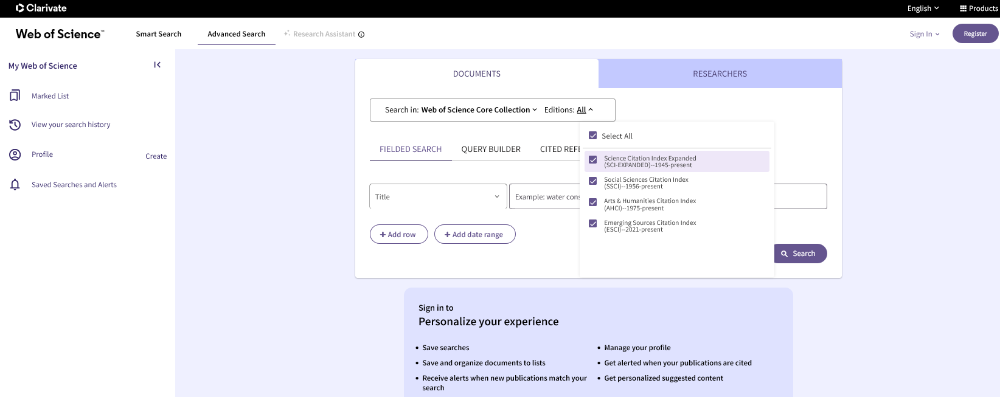 Clarivate
English
Products
Web of Science™
Smart Search
Advanced Search
Research Assistant
Sign In
Register
My Web of Science
Marked List
View your search history
Profile
Create
Saved Searches and Alerts
DOCUMENTS
RESEARCHERS
Search in: Web of Science Core Collection Editions: All
Select All
FIELDED SEARCH
QUERY BUILDER
CITED REFE
Science Citation Index Expanded
(SCI-EXPANDED)--1945-present
Social Sciences Citation Index
(SSCI)--1956-present
Arts & Humanities Citation Index
(AHCI)--1975-present
Emerging Sources Citation Index
(ESCI)--2021-present
Title
Example: water cons
+ Add row
+ Add date range
Search
Sign in to
Personalize your experience
• Save searches
• Save and organize documents to lists
• Receive alerts when new publications match your
search
• Manage your profile
• Get alerted when your publications are cited
• Get personalized suggested content